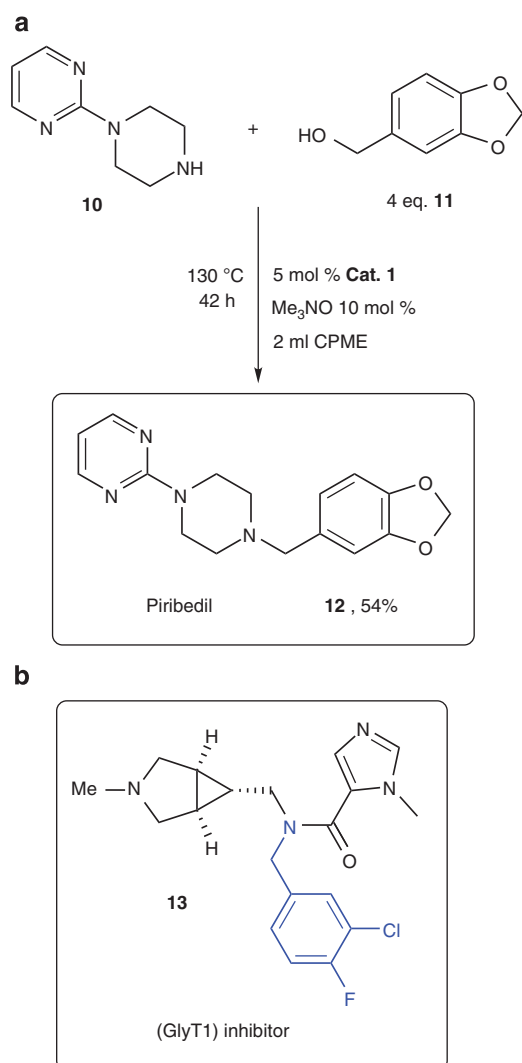 a
N
N
N
NH
+
HO
O
O
10
4 eq. 11
130 °C
42 h
5 mol % Cat. 1
Me₃NO 10 mol %
2 ml CPME
N
N
N
N
O
O
Piribedil
12 , 54%
b
H
N
Me
N
N
N
O
H
13
Cl
F
(GlyT1) inhibitor